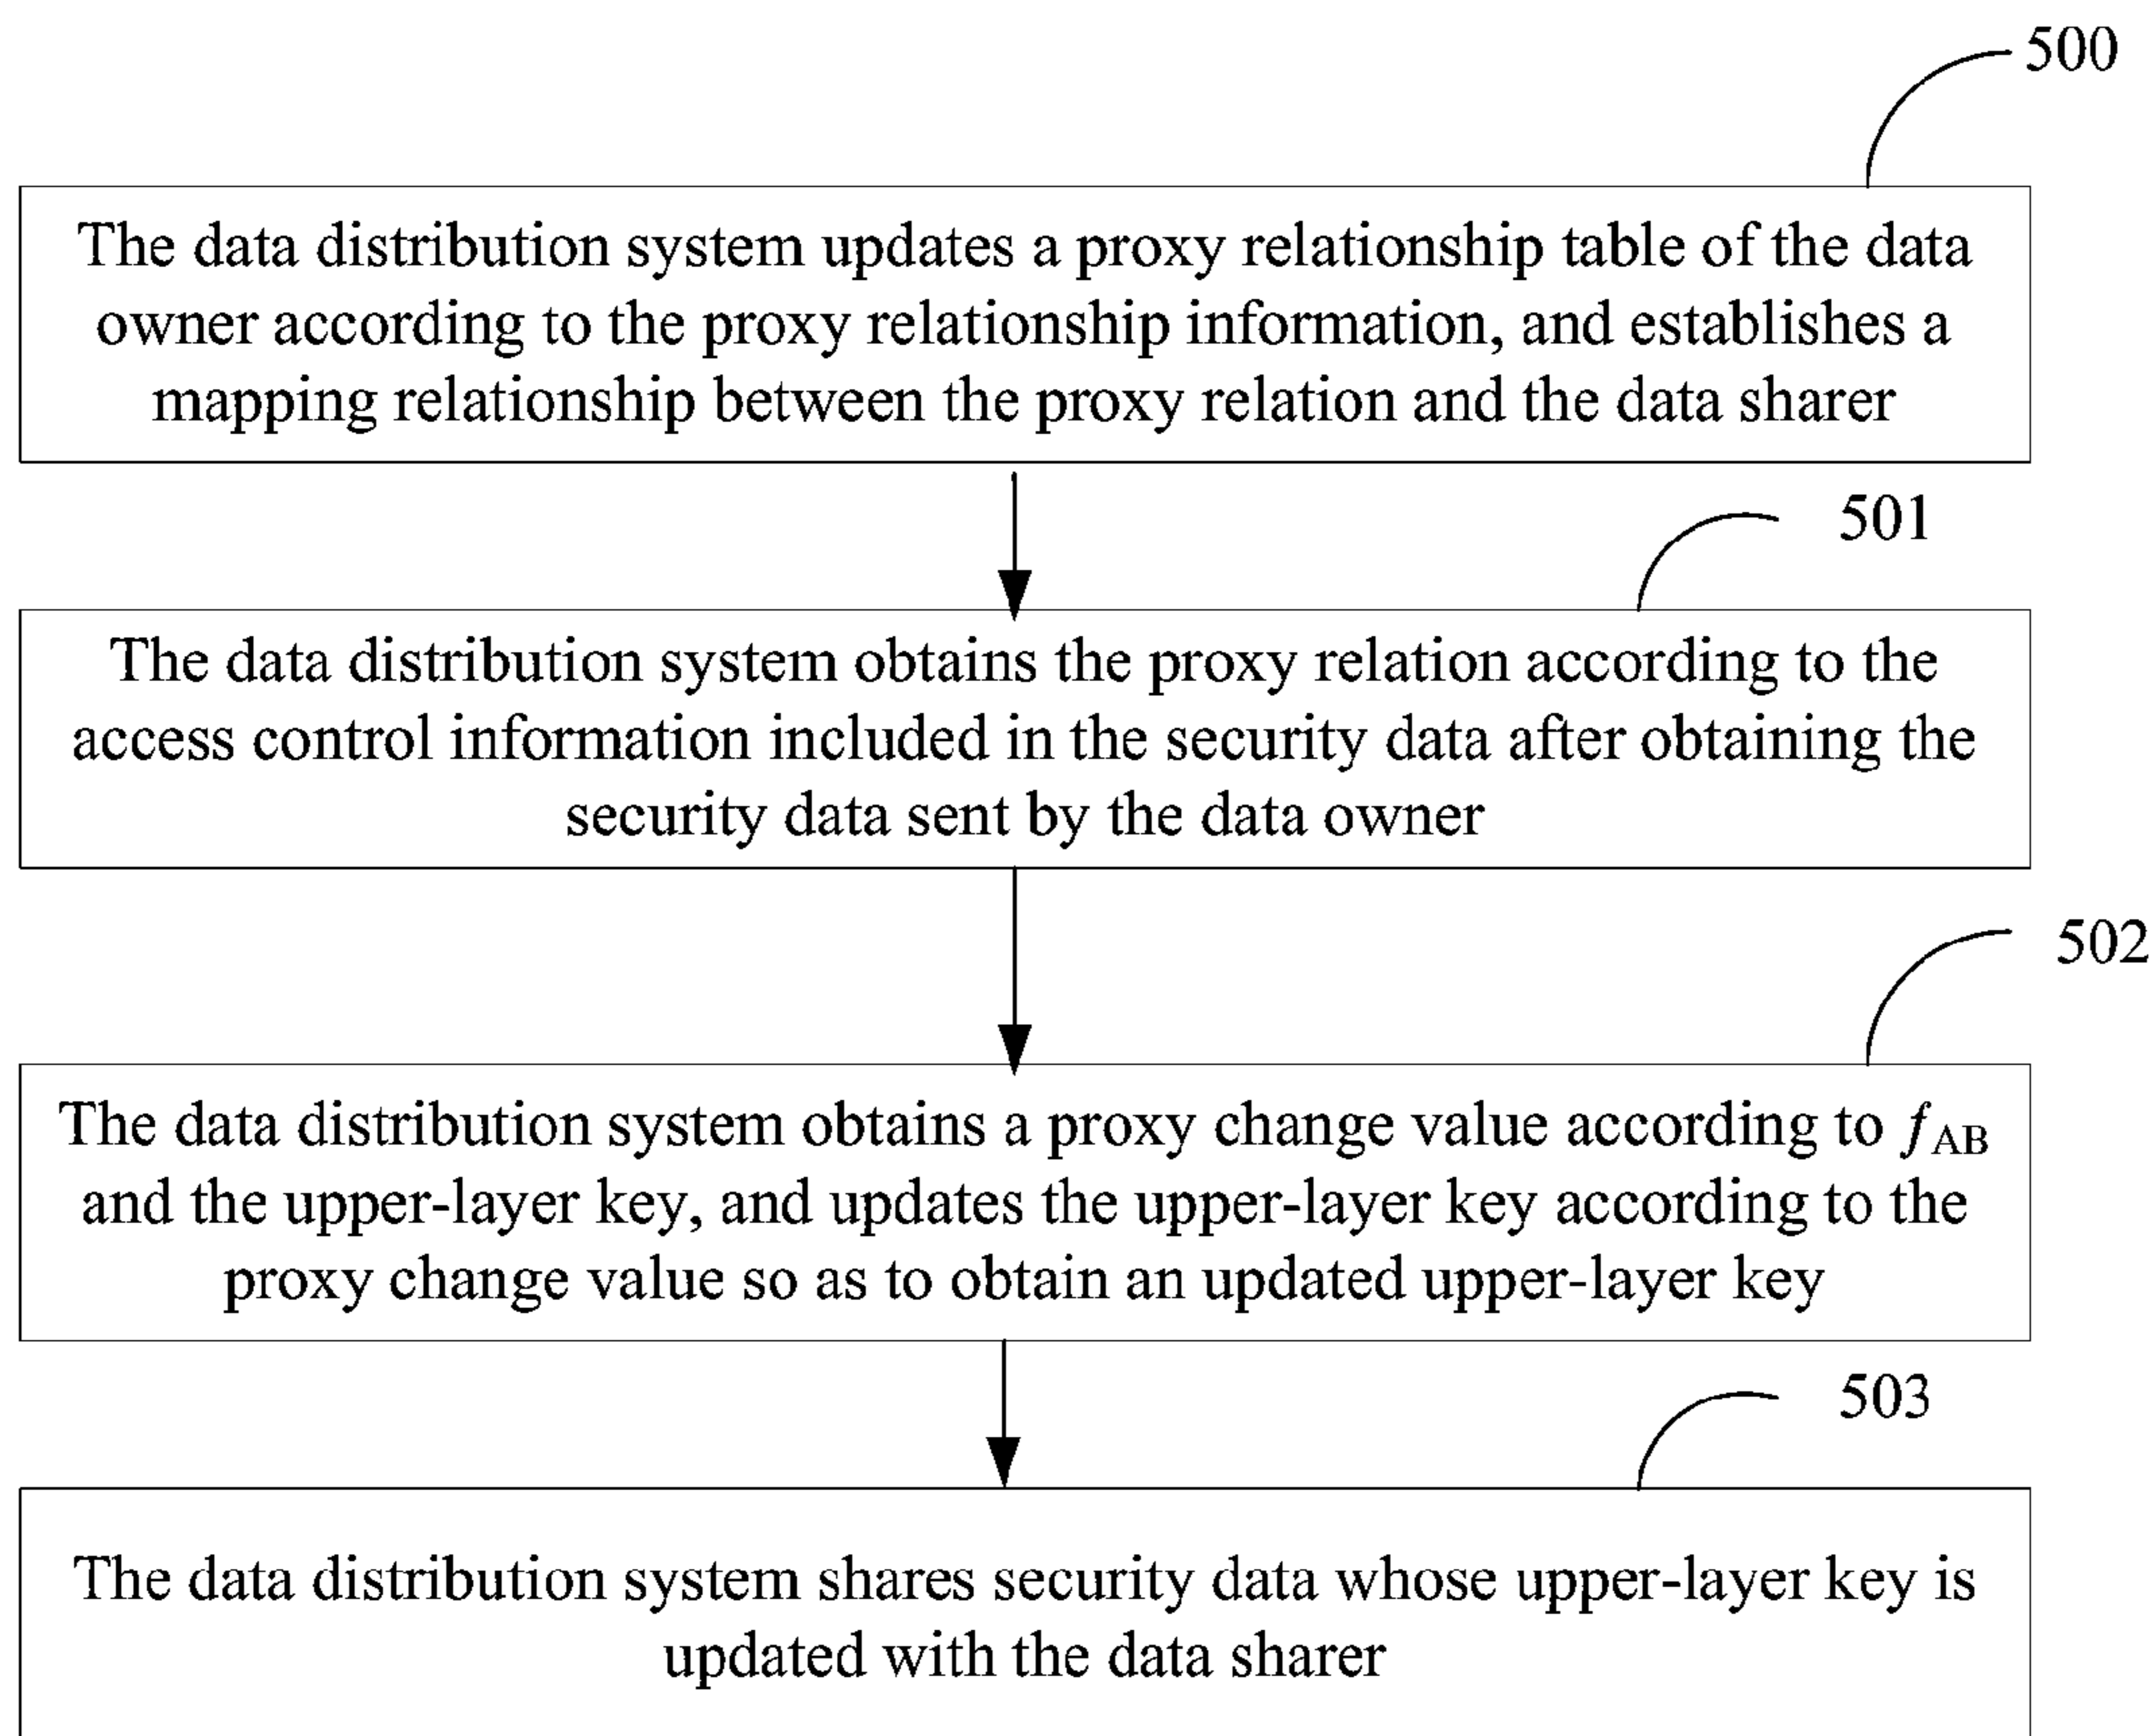 500
The data distribution system updates a proxy relationship table of the data
owner according to the proxy relationship information, and establishes a
mapping relationship between the proxy relation and the data sharer
501
The data distribution system obtains the proxy relation according to the
access control information included in the security data after obtaining the
security data sent by the data owner
502
The data distribution system obtains a proxy change value according to fAB
and the upper-layer key, and updates the upper-layer key according to the
proxy change value so as to obtain an updated upper-layer key
503
The data distribution system shares security data whose upper-layer key is
updated with the data sharer